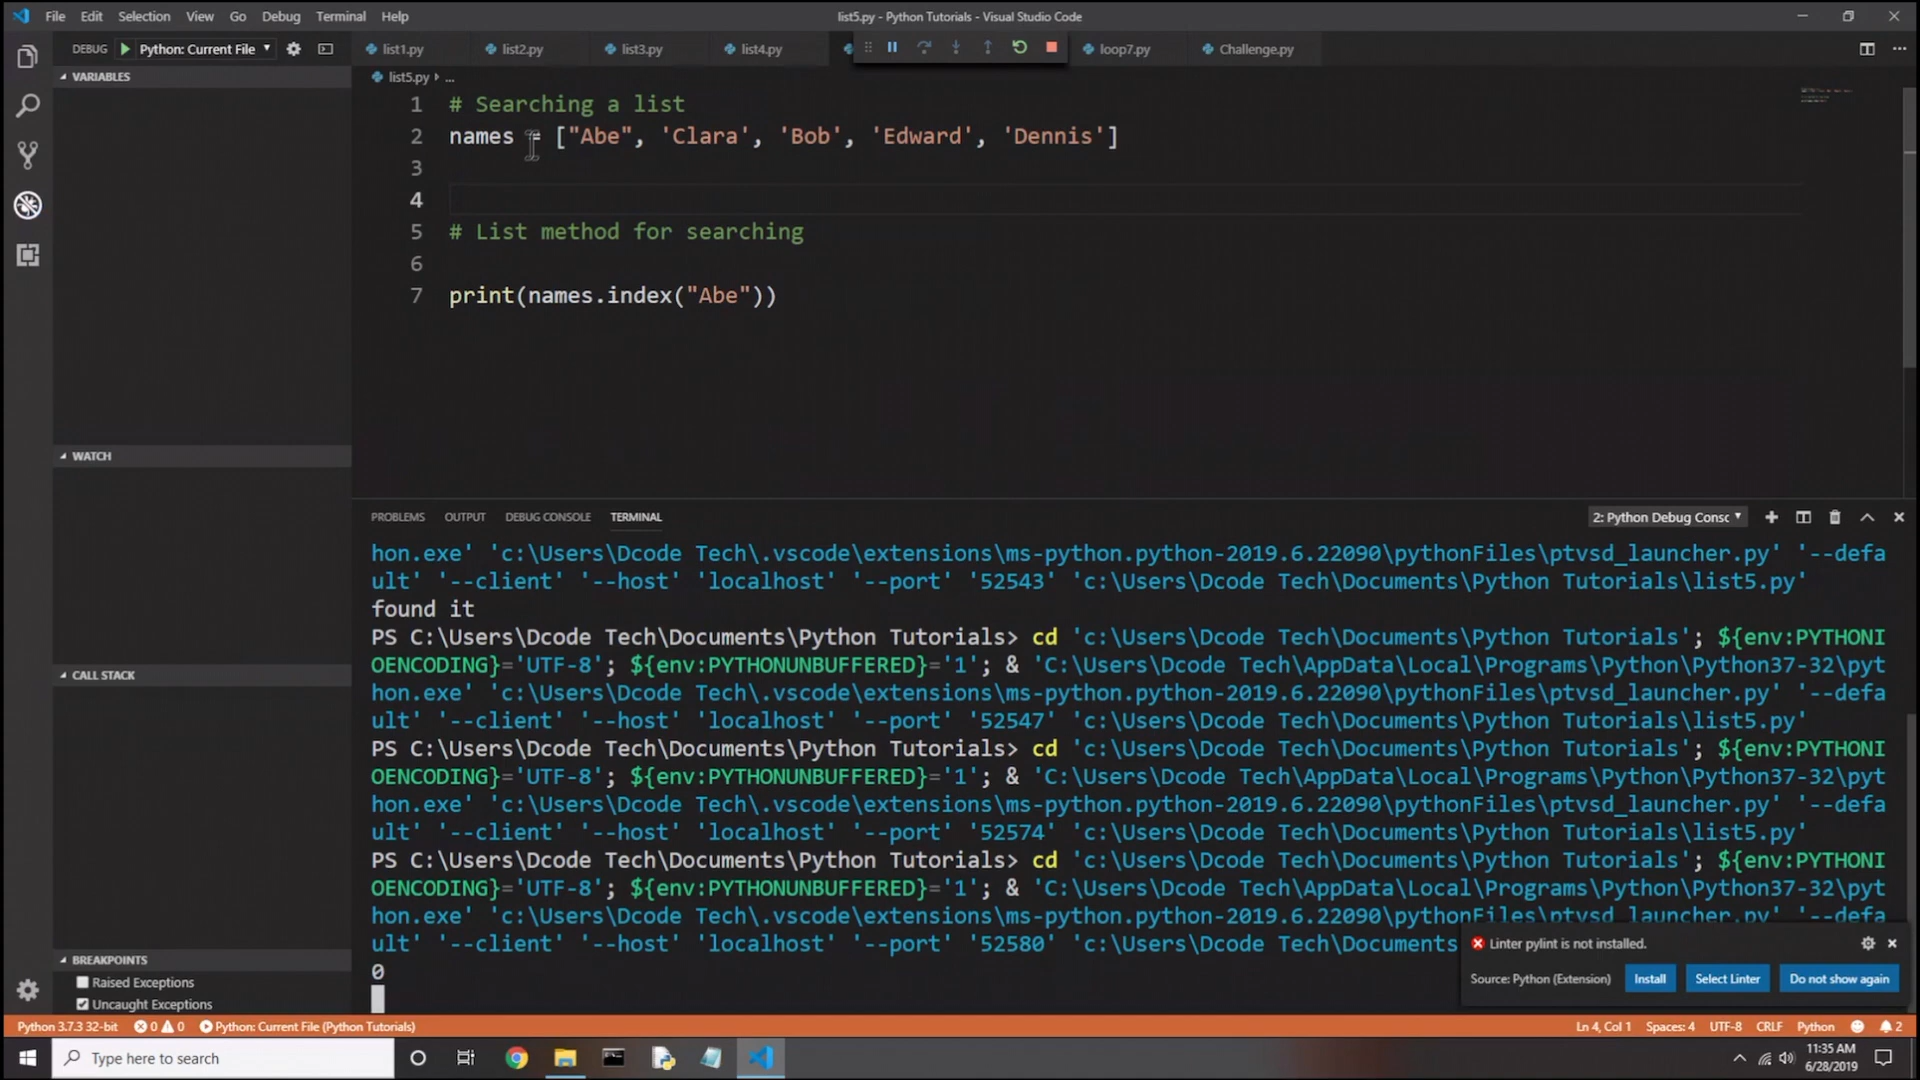 File Edit Selection View Go Debug Terminal Help
list5.py - Python Tutorials - Visual Studio Code
DEBUG Python: Current File
list1.py list2.py list3.py list4.py loop7.py Challenge.py
VARIABLES
WATCH
CALL STACK
BREAKPOINTS
Raised Exceptions
Uncaught Exceptions
list5.py ...
1 # Searching a list
2 names = ["Abe", 'Clara', 'Bob', 'Edward', 'Dennis']
3
4
5 # List method for searching
6
7 print(names.index("Abe"))
PROBLEMS OUTPUT DEBUG CONSOLE TERMINAL
2: Python Debug Consc
hon.exe' 'c:\Users\Dcode Tech\.vscode\extensions\ms-python.python-2019.6.22090\pythonFiles\ptvsd_launcher.py' '--defa
ult' '--client' '--host' 'localhost' '--port' '52543' 'c:\Users\Dcode Tech\Documents\Python Tutorials\list5.py'
found it
PS C:\Users\Dcode Tech\Documents\Python Tutorials> cd 'c:\Users\Dcode Tech\Documents\Python Tutorials'; ${env:PYTHONI
OENCODING}='UTF-8'; ${env:PYTHONUNBUFFERED}='1'; & 'C:\Users\Dcode Tech\AppData\Local\Programs\Python\Python37-32\pyt
hon.exe' 'c:\Users\Dcode Tech\.vscode\extensions\ms-python.python-2019.6.22090\pythonFiles\ptvsd_launcher.py' '--defa
ult' '--client' '--host' 'localhost' '--port' '52547' 'c:\Users\Dcode Tech\Documents\Python Tutorials\list5.py'
PS C:\Users\Dcode Tech\Documents\Python Tutorials> cd 'c:\Users\Dcode Tech\Documents\Python Tutorials'; ${env:PYTHONI
OENCODING}='UTF-8'; ${env:PYTHONUNBUFFERED}='1'; & 'C:\Users\Dcode Tech\AppData\Local\Programs\Python\Python37-32\pyt
hon.exe' 'c:\Users\Dcode Tech\.vscode\extensions\ms-python.python-2019.6.22090\pythonFiles\ptvsd_launcher.py' '--defa
ult' '--client' '--host' 'localhost' '--port' '52574' 'c:\Users\Dcode Tech\Documents\Python Tutorials\list5.py'
PS C:\Users\Dcode Tech\Documents\Python Tutorials> cd 'c:\Users\Dcode Tech\Documents\Python Tutorials'; ${env:PYTHONI
OENCODING}='UTF-8'; ${env:PYTHONUNBUFFERED}='1'; & 'C:\Users\Dcode Tech\AppData\Local\Programs\Python\Python37-32\pyt
hon.exe' 'c:\Users\Dcode Tech\.vscode\extensions\ms-python.python-2019.6.22090\pythonFiles\ptvsd_launcher.py' '--defa
ult' '--client' '--host' 'localhost' '--port' '52580' 'c:\Users\Dcode Tech\Documents
0
Linter pylint is not installed.
Source: Python (Extension) Install Select Linter Do not show again
Python 3.7.3 32-bit 0 0 Python: Current File (Python Tutorials) Ln 4, Col 1 Spaces: 4 UTF-8 CRLF Python 2
Type here to search
11:35 AM
6/28/2019